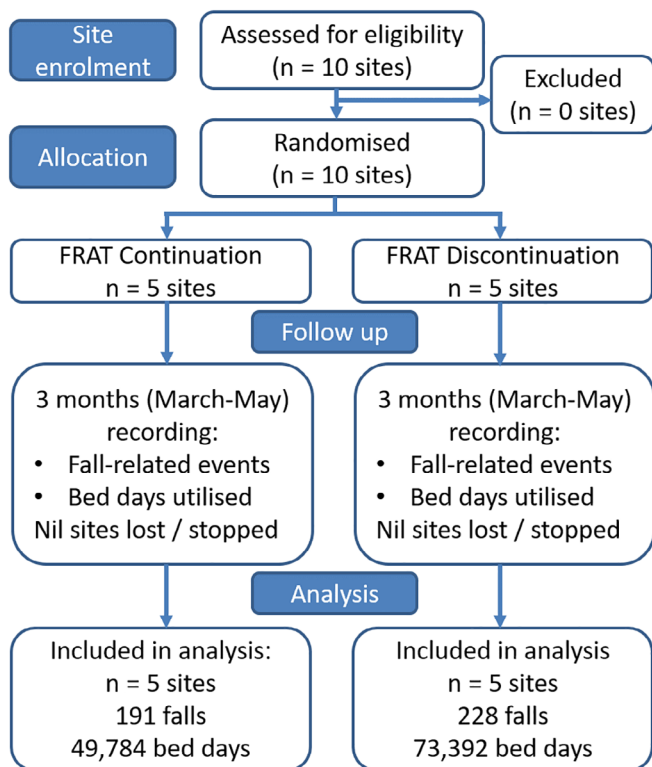 Site
enrolment
Assessed for eligibility
(n = 10 sites)
Excluded
(n = 0 sites)
Allocation
Randomised
(n = 10 sites)
FRAT Continuation
n = 5 sites
FRAT Discontinuation
n = 5 sites
Follow up
3 months (March-May)
recording:
• Fall-related events
• Bed days utilised
Nil sites lost / stopped
3 months (March-May)
recording:
• Fall-related events
• Bed days utilised
Nil sites lost / stopped
Analysis
Included in analysis:
n = 5 sites
191 falls
49,784 bed days
Included in analysis
n = 5 sites
228 falls
73,392 bed days